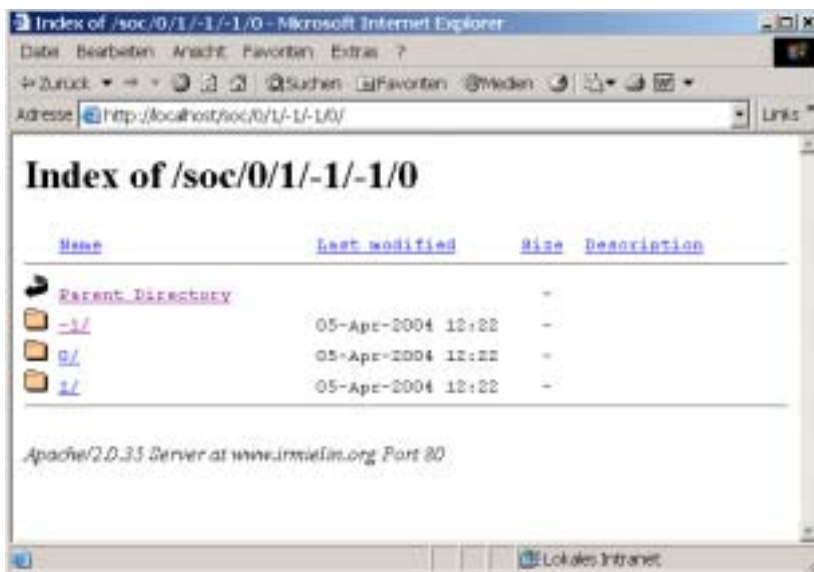 Index of /soc/0/1/-1/-1/0 - Microsoft Internet Explorer
Datei Bearbeiten Ansicht Favoriten Extras ?
Zurück Suchen Favoriten Medien
Adresse http://localhost/soc/0/1/-1/-1/0/ Links
Index of /soc/0/1/-1/-1/0
Name Last modified Size Description
Parent Directory -
-1/ 05-Apr-2004 12:22 -
0/ 05-Apr-2004 12:22 -
1/ 05-Apr-2004 12:22 -
Apache/2.0.35 Server at www.irmielin.org Port 80
Lokales Intranet